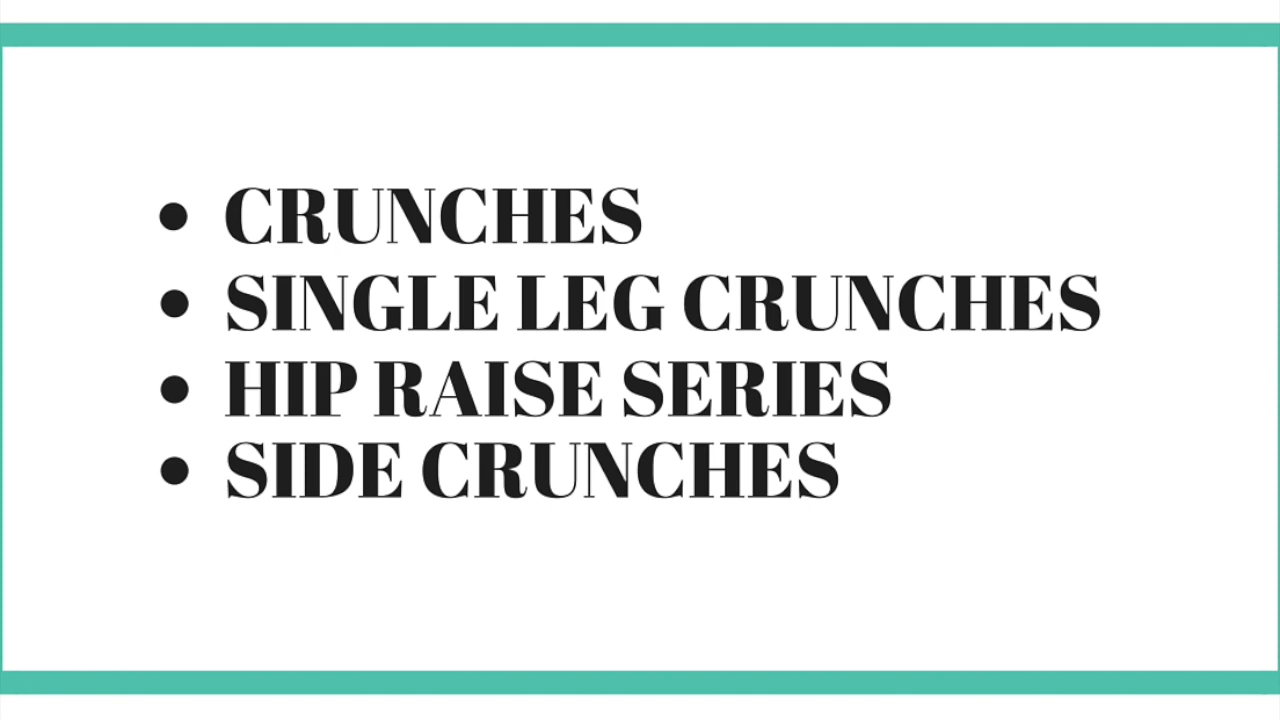 • CRUNCHES
• SINGLE LEG CRUNCHES
• HIP RAISE SERIES
• SIDE CRUNCHES